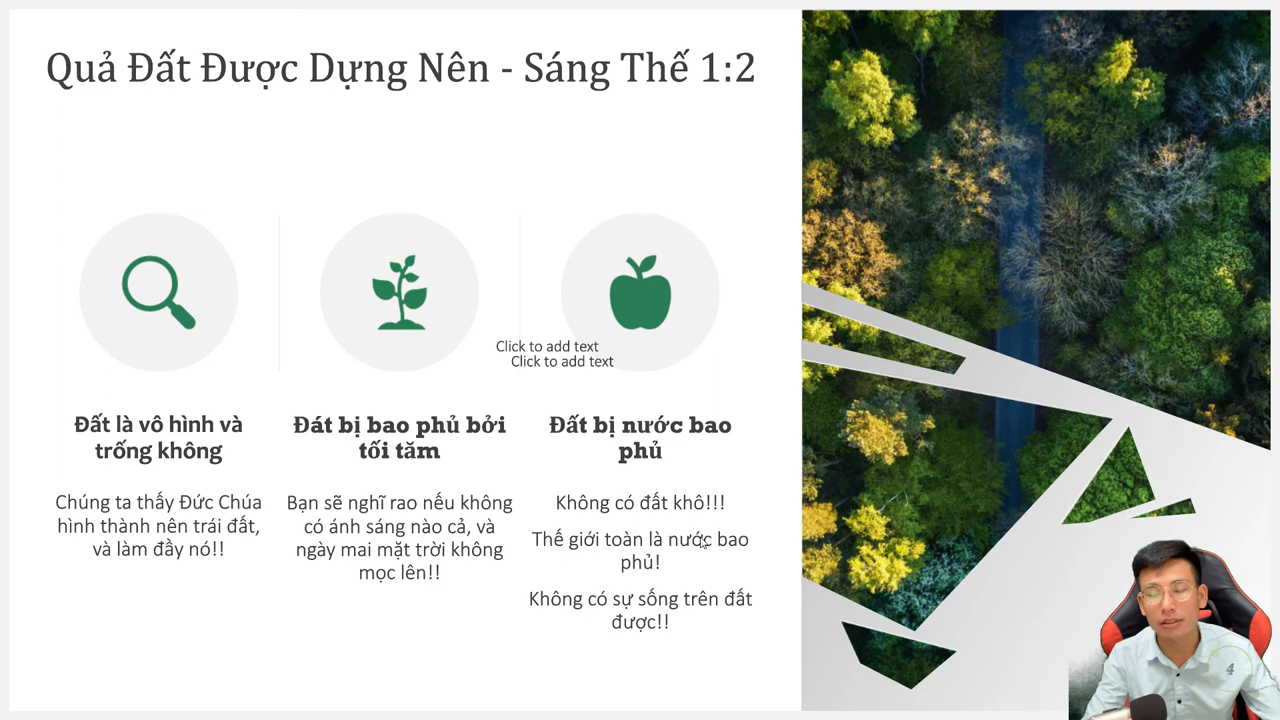 Quả Đất Được Dựng Nên - Sáng Thế 1:2
Click to add text
Click to add text
Đất là vô hình và
trống không
Chúng ta thấy Đức Chúa
hình thành nên trái đất,
và làm đầy nó!!
Đát bị bao phủ bởi
tối tăm
Bạn sẽ nghĩ rao nếu không
có ánh sáng nào cả, và
ngày mai mặt trời không
mọc lên!!
Đất bị nước bao
phủ
Không có đất khô!!!
Thế giới toàn là nước bao
phủ!
Không có sự sống trên đất
được!!
4